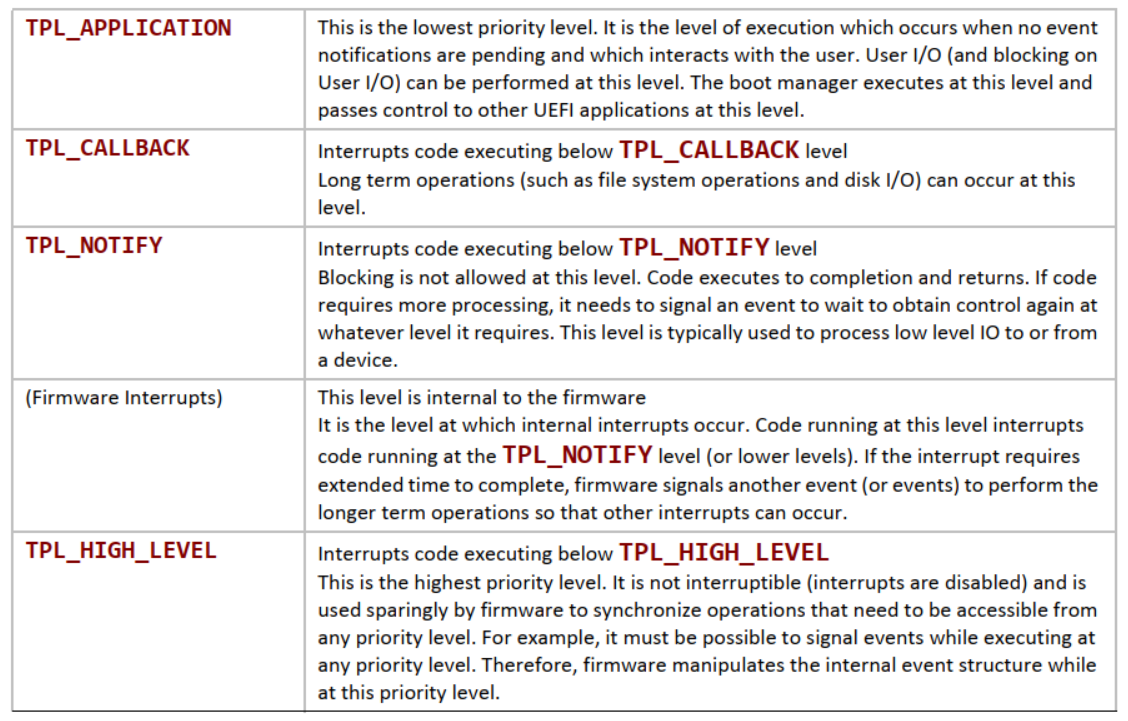 TPL_APPLICATION
This is the lowest priority level. It is the level of execution which occurs when no event
notifications are pending and which interacts with the user. User I/O (and blocking on
User I/O) can be performed at this level. The boot manager executes at this level and
passes control to other UEFI applications at this level.
TPL_CALLBACK
Interrupts code executing below TPL_CALLBACK level
Long term operations (such as file system operations and disk I/O) can occur at this
level.
TPL_NOTIFY
Interrupts code executing below TPL_NOTIFY level
Blocking is not allowed at this level. Code executes to completion and returns. If code
requires more processing, it needs to signal an event to wait to obtain control again at
whatever level it requires. This level is typically used to process low level IO to or from
a device.
(Firmware Interrupts)
This level is internal to the firmware
It is the level at which internal interrupts occur. Code running at this level interrupts
code running at the TPL_NOTIFY level (or lower levels). If the interrupt requires
extended time to complete, firmware signals another event (or events) to perform the
longer term operations so that other interrupts can occur.
TPL_HIGH_LEVEL
Interrupts code executing below TPL_HIGH_LEVEL
This is the highest priority level. It is not interruptible (interrupts are disabled) and is
used sparingly by firmware to synchronize operations that need to be accessible from
any priority level. For example, it must be possible to signal events while executing at
any priority level. Therefore, firmware manipulates the internal event structure while
at this priority level.